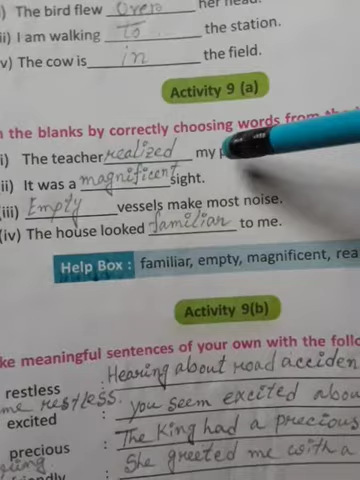 ) The bird flew over her head.
ii) I am walking to the station.
v) The cow is in the field.
Activity 9 (a)
the blanks by correctly choosing words from
i) The teacher realized my
ii) It was a magnificent sight.
(iii) Empty vessels make most noise.
(iv) The house looked familian to me.
Help Box : familiar, empty, magnificent, rea
Activity 9(b)
ke meaningful sentences of your own with the follo
restless : Hearing about road acciden
me restless.
excited : you seem excited abou
precious : The King had a precious
She greeted me with a